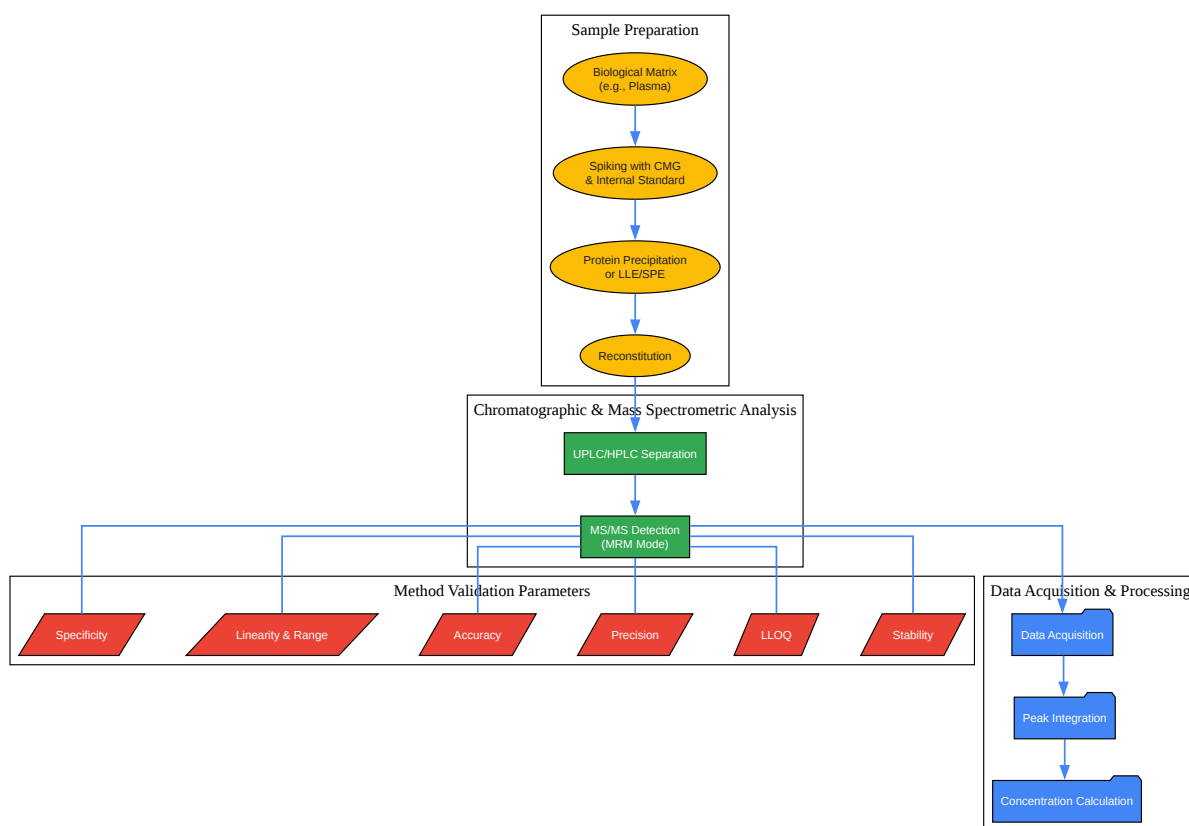 Sample Preparation
Biological Matrix
(e.g., Plasma)
Spiking with CMG
& Internal Standard
Protein Precipitation
or LLE/SPE
Reconstitution
Chromatographic & Mass Spectrometric Analysis
UPLC/HPLC Separation
MS/MS Detection
(MRM Mode)
Method Validation Parameters
Specificity
Linearity & Range
Accuracy
Precision
LLOQ
Stability
Data Acquisition & Processing
Data Acquisition
Peak Integration
Concentration Calculation